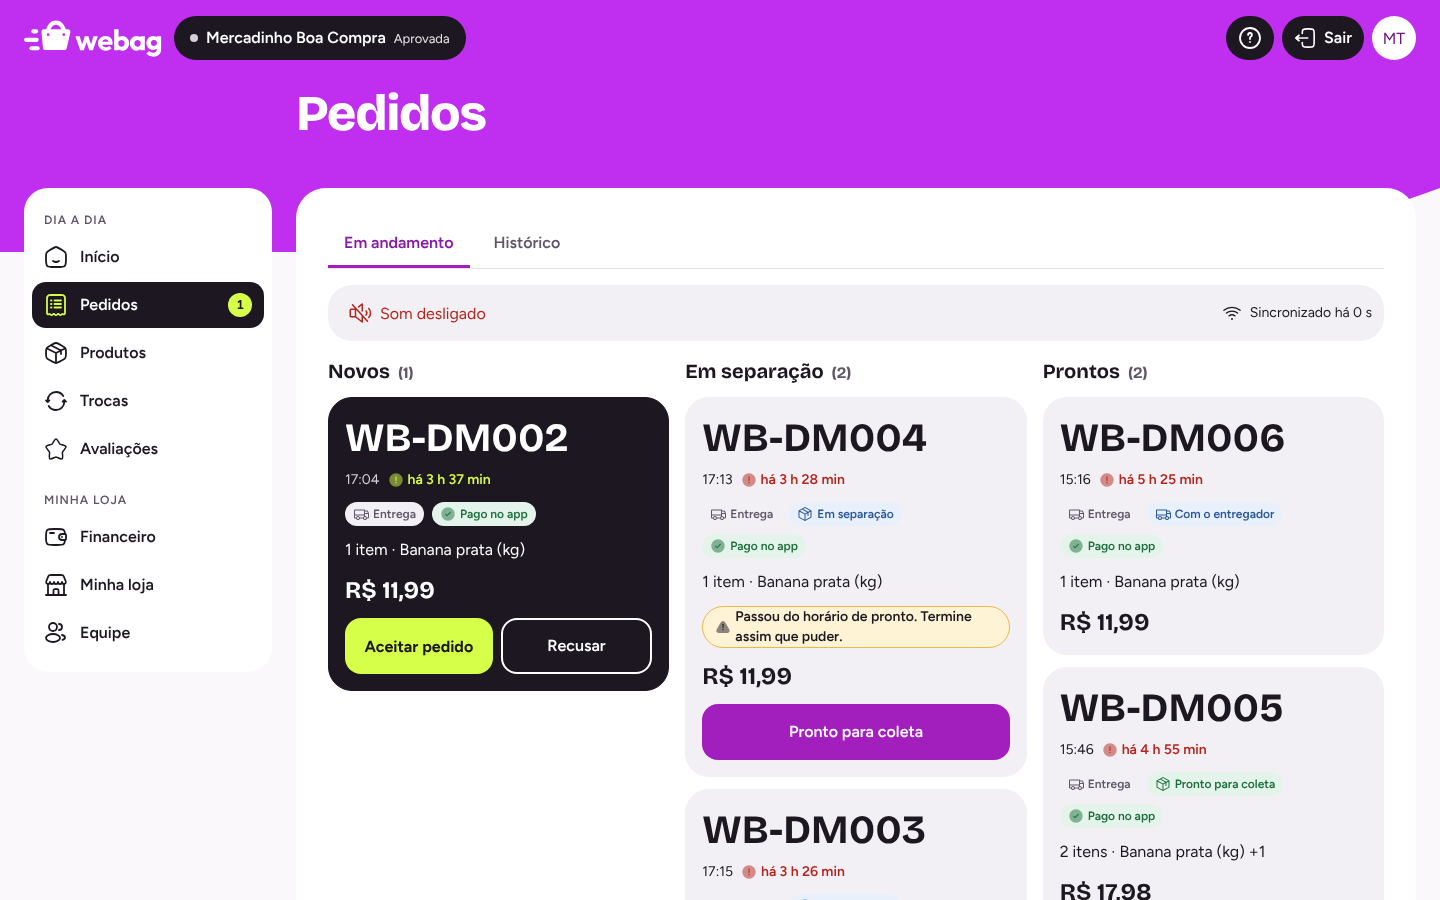 webag
Mercadinho Boa Compra Aprovada
Sair
MT
Pedidos
DIA A DIA
Início
Pedidos 1
Produtos
Trocas
Avaliações
MINHA LOJA
Financeiro
Minha loja
Equipe
Em andamento
Histórico
Som desligado
Sincronizado há 0 s
Novos (1)
WB-DM002
17:04 há 3 h 37 min
Entrega Pago no app
1 item · Banana prata (kg)
R$ 11,99
Aceitar pedido
Recusar
Em separação (2)
WB-DM004
17:13 há 3 h 28 min
Entrega Em separação
Pago no app
1 item · Banana prata (kg)
Passou do horário de pronto. Termine
assim que puder.
R$ 11,99
Pronto para coleta
WB-DM003
17:15 há 3 h 26 min
Prontos (2)
WB-DM006
15:16 há 5 h 25 min
Entrega Com o entregador
Pago no app
1 item · Banana prata (kg)
R$ 11,99
WB-DM005
15:46 há 4 h 55 min
Entrega Pronto para coleta
Pago no app
2 itens · Banana prata (kg) +1
R$ 17,98